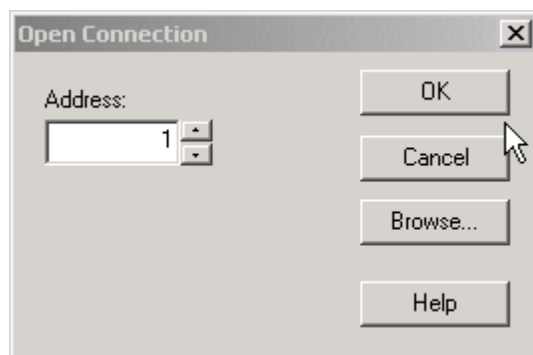 Open Connection
Address:
1
OK
Cancel
Browse...
Help